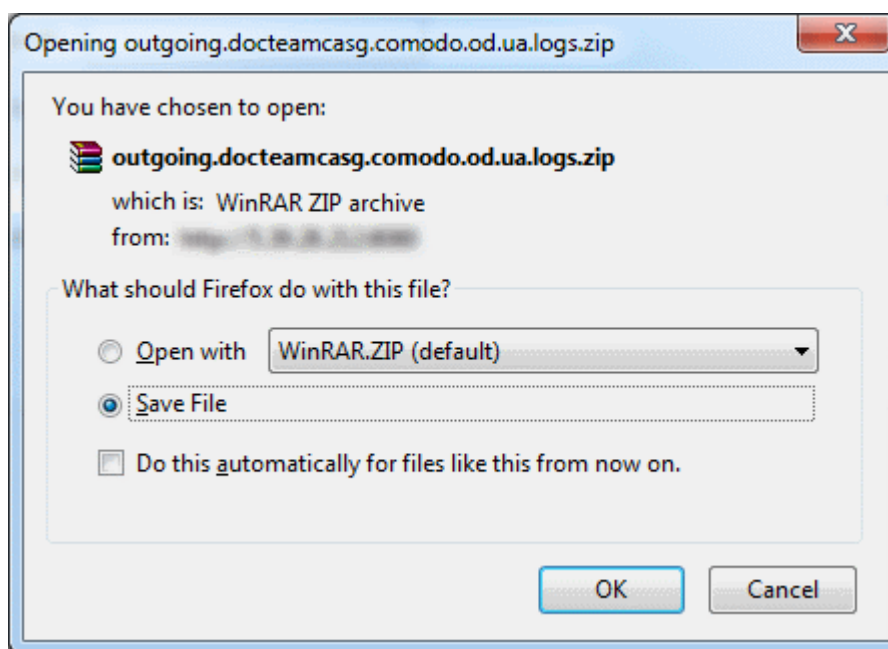 Opening outgoing.docteamcasg.comodo.od.ua.logs.zip
You have chosen to open:
outgoing.docteamcasg.comodo.od.ua.logs.zip
which is: WinRAR ZIP archive
from:
What should Firefox do with this file?
Open with WinRAR.ZIP (default)
Save File
Do this automatically for files like this from now on.
OK Cancel